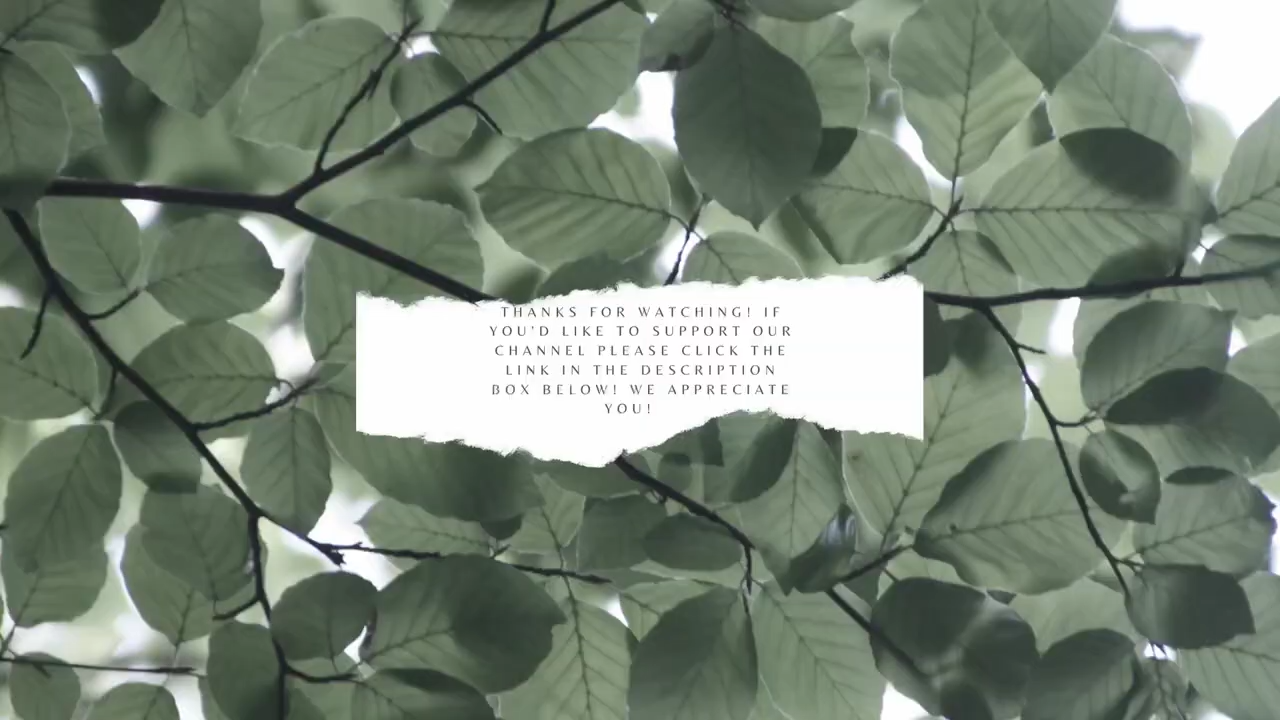 THANKS FOR WATCHING! IF
YOU'D LIKE TO SUPPORT OUR
CHANNEL PLEASE CLICK THE
LINK IN THE DESCRIPTION
BOX BELOW! WE APPRECIATE
YOU!